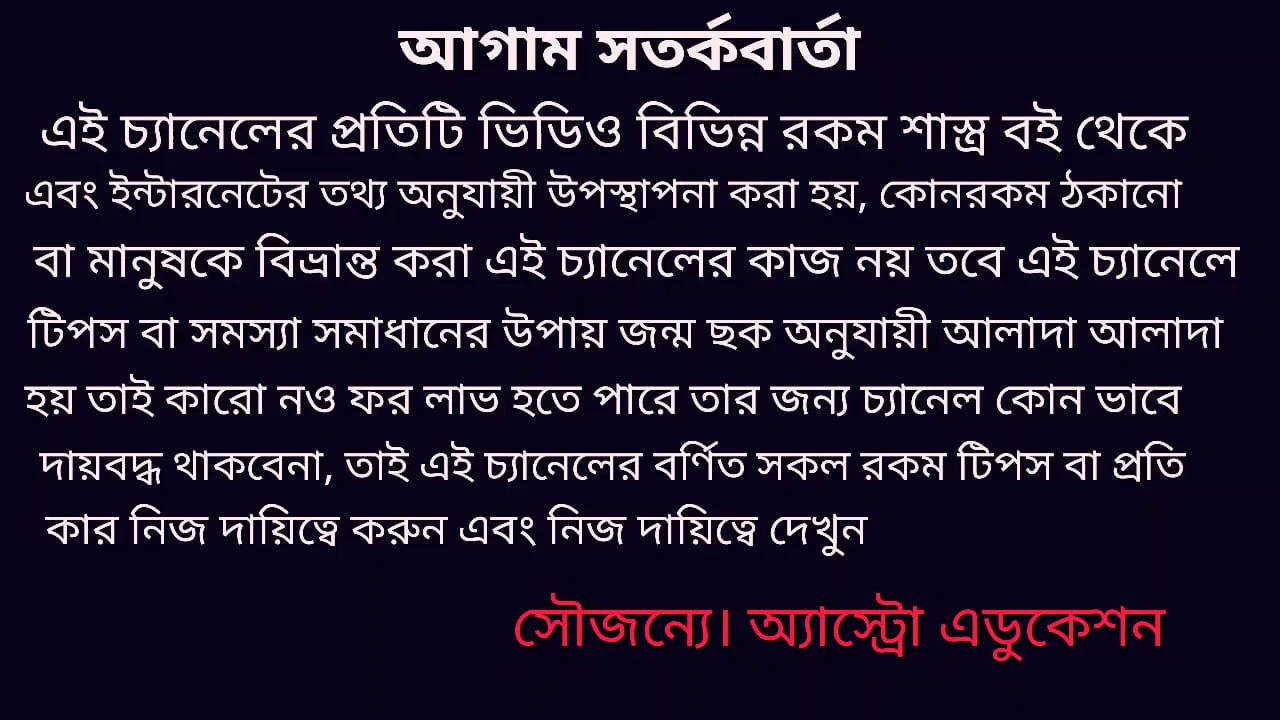 আগাম সতর্কবার্তা
এই চ্যানেলের প্রতিটি ভিডিও বিভিন্ন রকম শাস্ত্র বই থেকে
এবং ইন্টারনেটের তথ্য অনুযায়ী উপস্থাপনা করা হয়, কোনরকম ঠকানো
বা মানুষকে বিভ্রান্ত করা এই চ্যানেলের কাজ নয় তবে এই চ্যানেলে
টিপস বা সমস্যা সমাধানের উপায় জন্ম ছক অনুযায়ী আলাদা আলাদা
হয় তাই কারো নও ফর লাভ হতে পারে তার জন্য চ্যানেল কোন ভাবে
দায়বদ্ধ থাকবেনা, তাই এই চ্যানেলের বর্ণিত সকল রকম টিপস বা প্রতি
কার নিজ দায়িত্বে করুন এবং নিজ দায়িত্বে দেখুন
সৌজন্যে। অ্যাস্ট্রো এডুকেশন